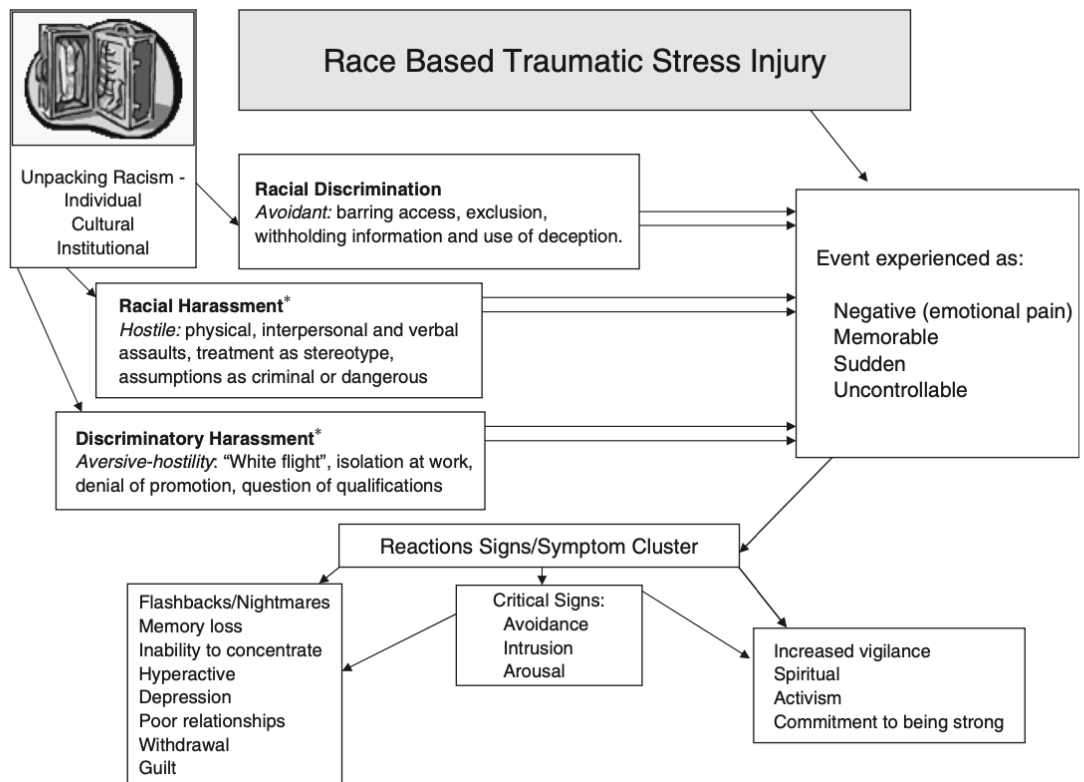 Race Based Traumatic Stress Injury
Unpacking Racism -
Individual
Cultural
Institutional
Racial Discrimination
Avoidant: barring access, exclusion,
withholding information and use of deception.
Racial Harassment*
Hostile: physical, interpersonal and verbal
assaults, treatment as stereotype,
assumptions as criminal or dangerous
Discriminatory Harassment*
Aversive-hostility: “White flight”, isolation at work,
denial of promotion, question of qualifications
Event experienced as:
Negative (emotional pain)
Memorable
Sudden
Uncontrollable
Reactions Signs/Symptom Cluster
Flashbacks/Nightmares
Memory loss
Inability to concentrate
Hyperactive
Depression
Poor relationships
Withdrawal
Guilt
Critical Signs:
Avoidance
Intrusion
Arousal
Increased vigilance
Spiritual
Activism
Commitment to being strong